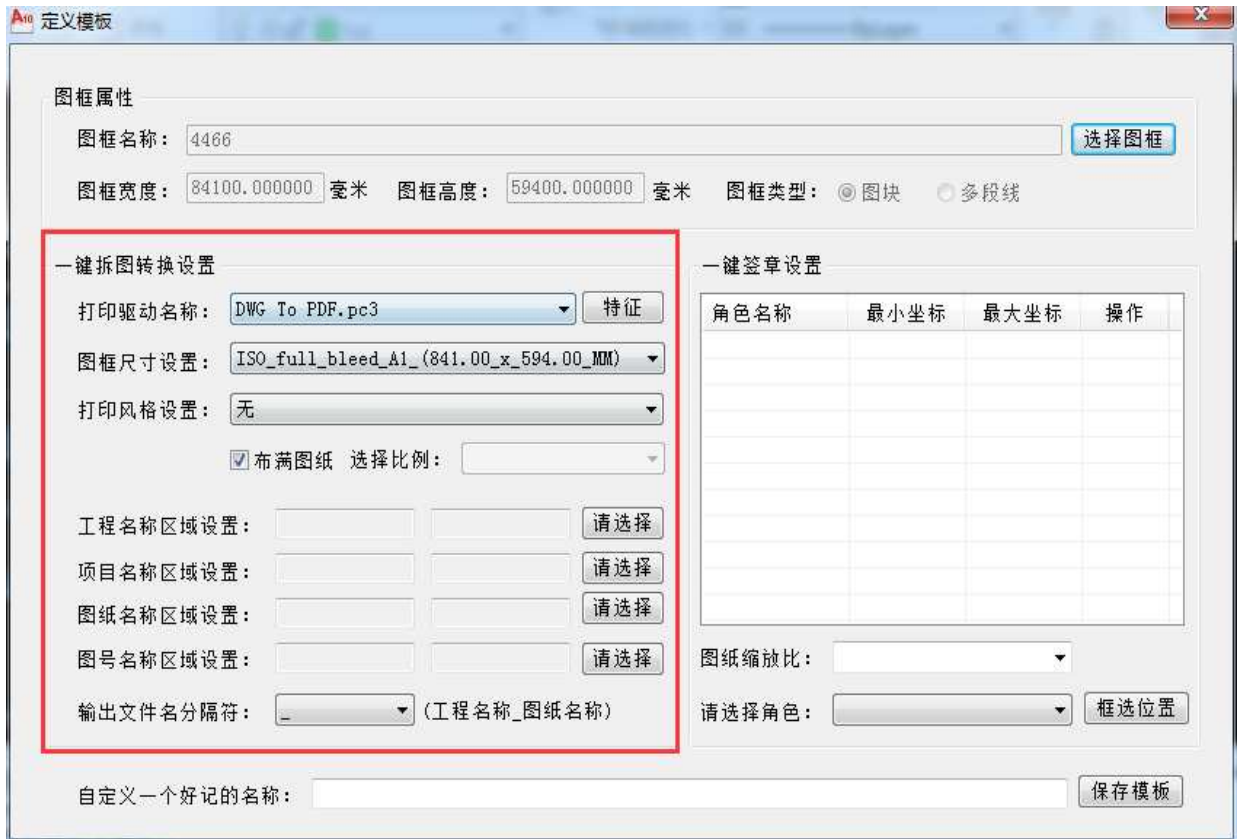 A10 定义模板
图框属性
图框名称： 4466 选择图框
图框宽度： 84100.000000 毫米 图框高度： 59400.000000 毫米 图框类型： 图块 多段线
一键拆图转换设置
打印驱动名称： DWG To PDF.pc3 特征
图框尺寸设置： ISO_full_bleed_A1_(841.00_x_594.00_MM)
打印风格设置： 无
布满图纸 选择比例：
工程名称区域设置： 请选择
项目名称区域设置： 请选择
图纸名称区域设置： 请选择
图号名称区域设置： 请选择
输出文件名分隔符： _ (工程名称_图纸名称)
一键签章设置
角色名称 最小坐标 最大坐标 操作
图纸缩放比：
请选择角色： 框选位置
自定义一个好记的名称： 保存模板